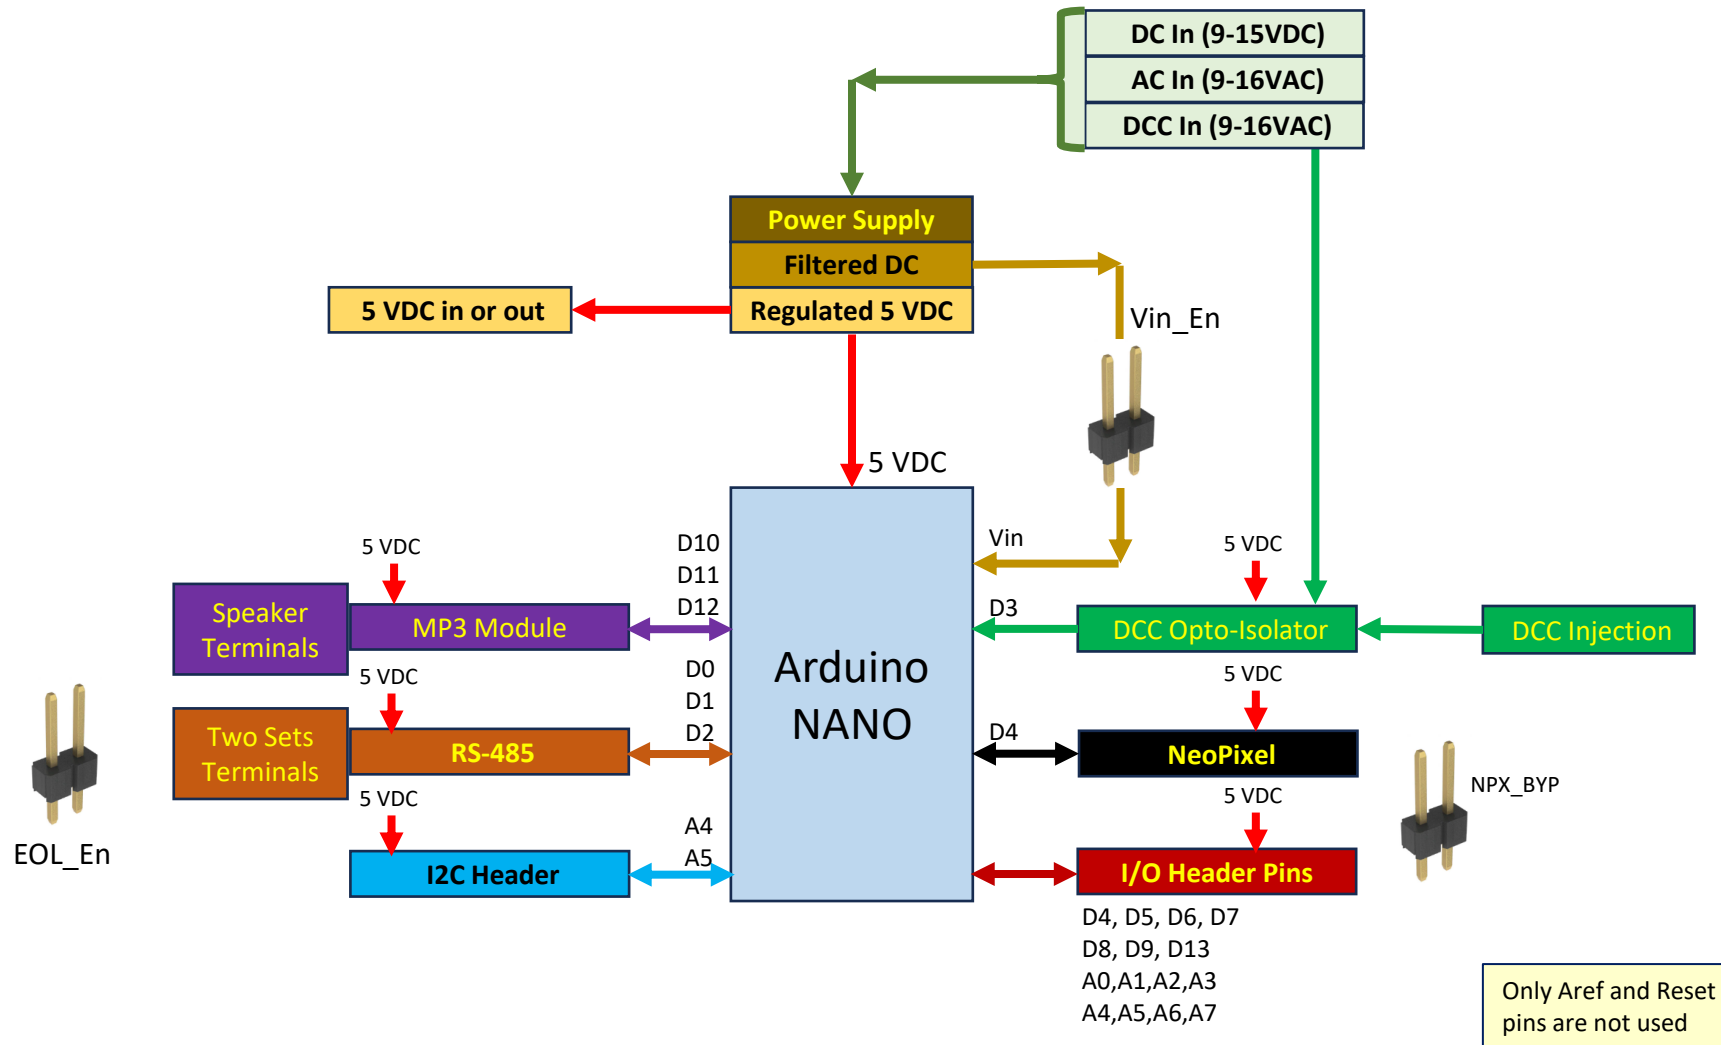 DC In (9-15VDC)
AC In (9-16VAC)
DCC In (9-16VAC)
Power Supply
Filtered DC
Regulated 5 VDC
5 VDC in or out
Vin_En
5 VDC
Vin
5 VDC
D10
D11
D12
Speaker
Terminals
MP3 Module
5 VDC
D3
DCC Opto-Isolator
DCC Injection
Arduino
NANO
5 VDC
D0
D1
D2
Two Sets
Terminals
RS-485
5 VDC
D4
NeoPixel
NPX_BYP
EOL_En
5 VDC
A4
A5
I2C Header
5 VDC
I/O Header Pins
D4, D5, D6, D7
D8, D9, D13
A0,A1,A2,A3
A4,A5,A6,A7
Only Aref and Reset
pins are not used